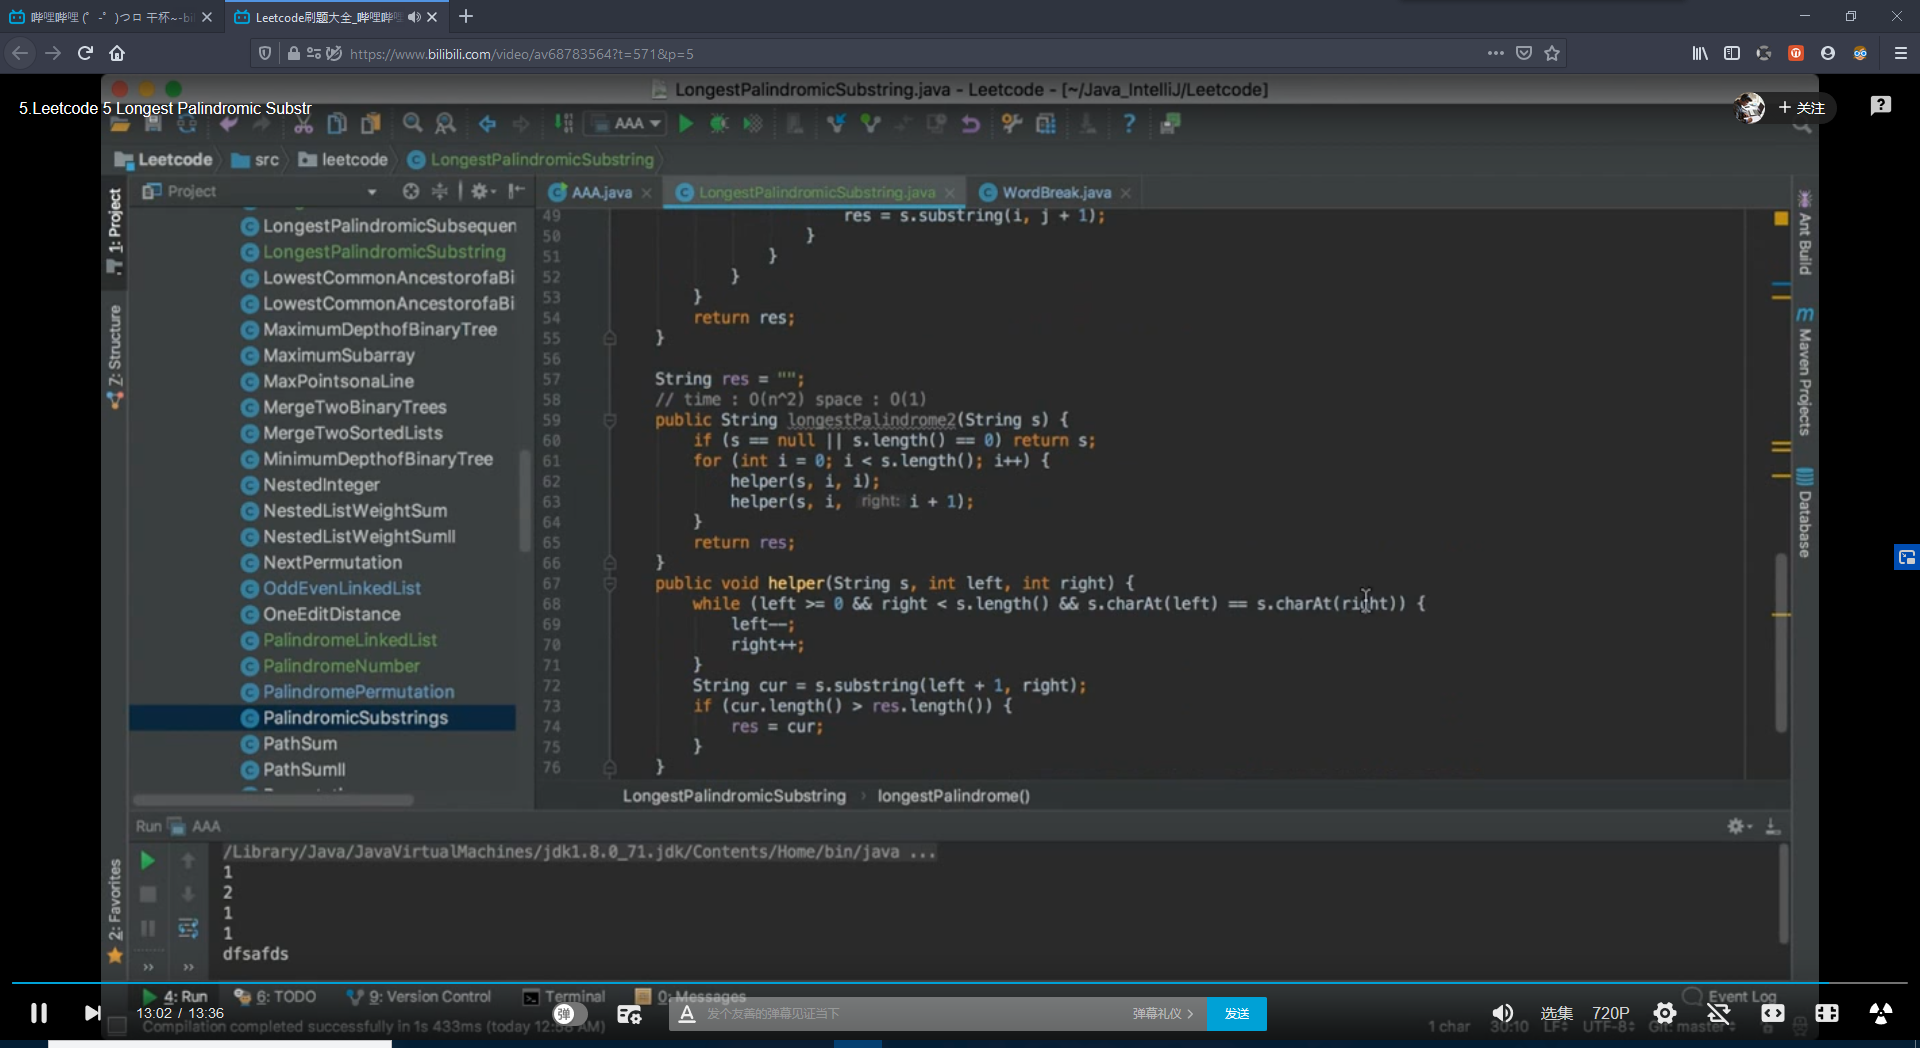 哔哩哔哩 (゜-゜)つロ 干杯~-bi
Leetcode刷题大全_哔哩哔哩
https://www.bilibili.com/video/av68783564?t=571&p=5
LongestPalindromicSubstring.java - Leetcode - [~/Java_IntelliJ/Leetcode]
5.Leetcode 5 Longest Palindromic Substr
+ 关注
AAA
Leetcode
src
leetcode
LongestPalindromicSubstring
Project
AAA.java
LongestPalindromicSubstring.java
WordBreak.java
1: Project
Z: Structure
2: Favorites
LongestPalindromicSubsequen
LongestPalindromicSubstring
LowestCommonAncestorofaBi
LowestCommonAncestorofaBi
MaximumDepthofBinaryTree
MaximumSubarray
MaxPointsonaLine
MergeTwoBinaryTrees
MergeTwoSortedLists
MinimumDepthofBinaryTree
NestedInteger
NestedListWeightSum
NestedListWeightSumII
NextPermutation
OddEvenLinkedList
OneEditDistance
PalindromeLinkedList
PalindromeNumber
PalindromePermutation
PalindromicSubstrings
PathSum
PathSumII
49 res = s.substring(i, j + 1);
50 }
51 }
52 }
53 }
54 return res;
55 }
56
57 String res = "";
58 // time : O(n^2) space : O(1)
59 public String longestPalindrome2(String s) {
60 if (s == null || s.length() == 0) return s;
61 for (int i = 0; i < s.length(); i++) {
62 helper(s, i, i);
63 helper(s, i, right: i + 1);
64 }
65 return res;
66 }
67 public void helper(String s, int left, int right) {
68 while (left >= 0 && right < s.length() && s.charAt(left) == s.charAt(right)) {
69 left--;
70 right++;
71 }
72 String cur = s.substring(left + 1, right);
73 if (cur.length() > res.length()) {
74 res = cur;
75 }
76 }
LongestPalindromicSubstring › longestPalindrome()
Ant Build
Maven Projects
Database
Run AAA
/Library/Java/JavaVirtualMachines/jdk1.8.0_71.jdk/Contents/Home/bin/java ...
1
2
1
1
dfsafds
4: Run
6: TODO
9: Version Control
Terminal
0: Messages
Event Log
13:02 / 13:36
弹
发个友善的弹幕见证当下
弹幕礼仪 >
发送
选集
720P
Compilation completed successfully in 1s 433ms (today 12: AM)
1 char
30:10
LF
UTF-8
Git: master